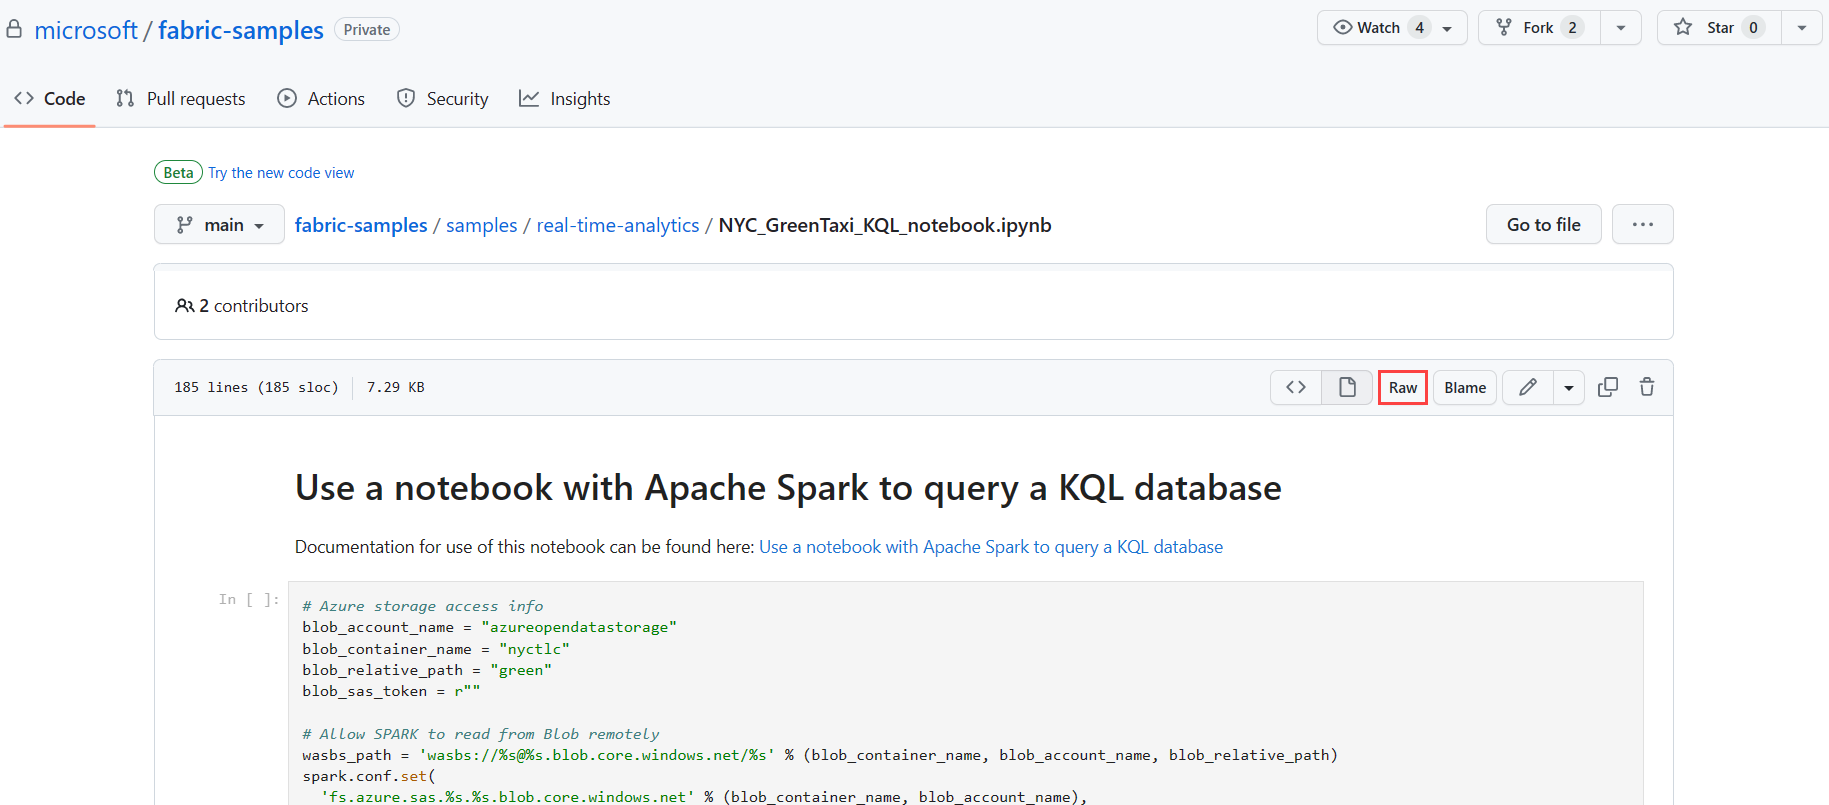 microsoft / fabric-samples Private
Watch 4 Fork 2 Star 0
Code Pull requests Actions Security Insights
Beta Try the new code view
main fabric-samples / samples / real-time-analytics / NYC_GreenTaxi_KQL_notebook.ipynb Go to file ...
2 contributors
185 lines (185 sloc) 7.29 KB Raw Blame
Use a notebook with Apache Spark to query a KQL database
Documentation for use of this notebook can be found here: Use a notebook with Apache Spark to query a KQL database
In [ ]:
# Azure storage access info
blob_account_name = "azureopendatastorage"
blob_container_name = "nyctlc"
blob_relative_path = "green"
blob_sas_token = r""
# Allow SPARK to read from Blob remotely
wasbs_path = 'wasbs://%s@%s.blob.core.windows.net/%s' % (blob_container_name, blob_account_name, blob_relative_path)
spark.conf.set(
'fs.azure.sas.%s.%s.blob.core.windows.net' % (blob_container_name, blob_account_name),